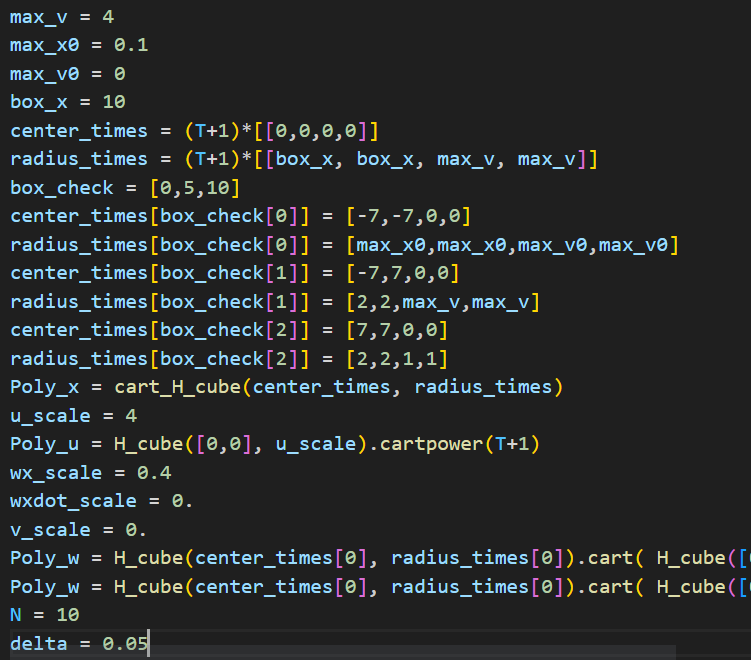 max_v = 4
max_x0 = 0.1
max_v0 = 0
box_x = 10
center_times = (T+1)*[[0,0,0,0]]
radius_times = (T+1)*[[box_x, box_x, max_v, max_v]]
box_check = [0,5,10]
center_times[box_check[0]] = [-7,-7,0,0]
radius_times[box_check[0]] = [max_x0,max_x0,max_v0,max_v0]
center_times[box_check[1]] = [-7,7,0,0]
radius_times[box_check[1]] = [2,2,max_v,max_v]
center_times[box_check[2]] = [7,7,0,0]
radius_times[box_check[2]] = [2,2,1,1]
Poly_x = cart_H_cube(center_times, radius_times)
u_scale = 4
Poly_u = H_cube([0,0], u_scale).cartpower(T+1)
wx_scale = 0.4
wxdot_scale = 0.
v_scale = 0.
Poly_w = H_cube(center_times[0], radius_times[0]).cart( H_cube([
Poly_w = H_cube(center_times[0], radius_times[0]).cart( H_cube([
N = 10
delta = 0.05